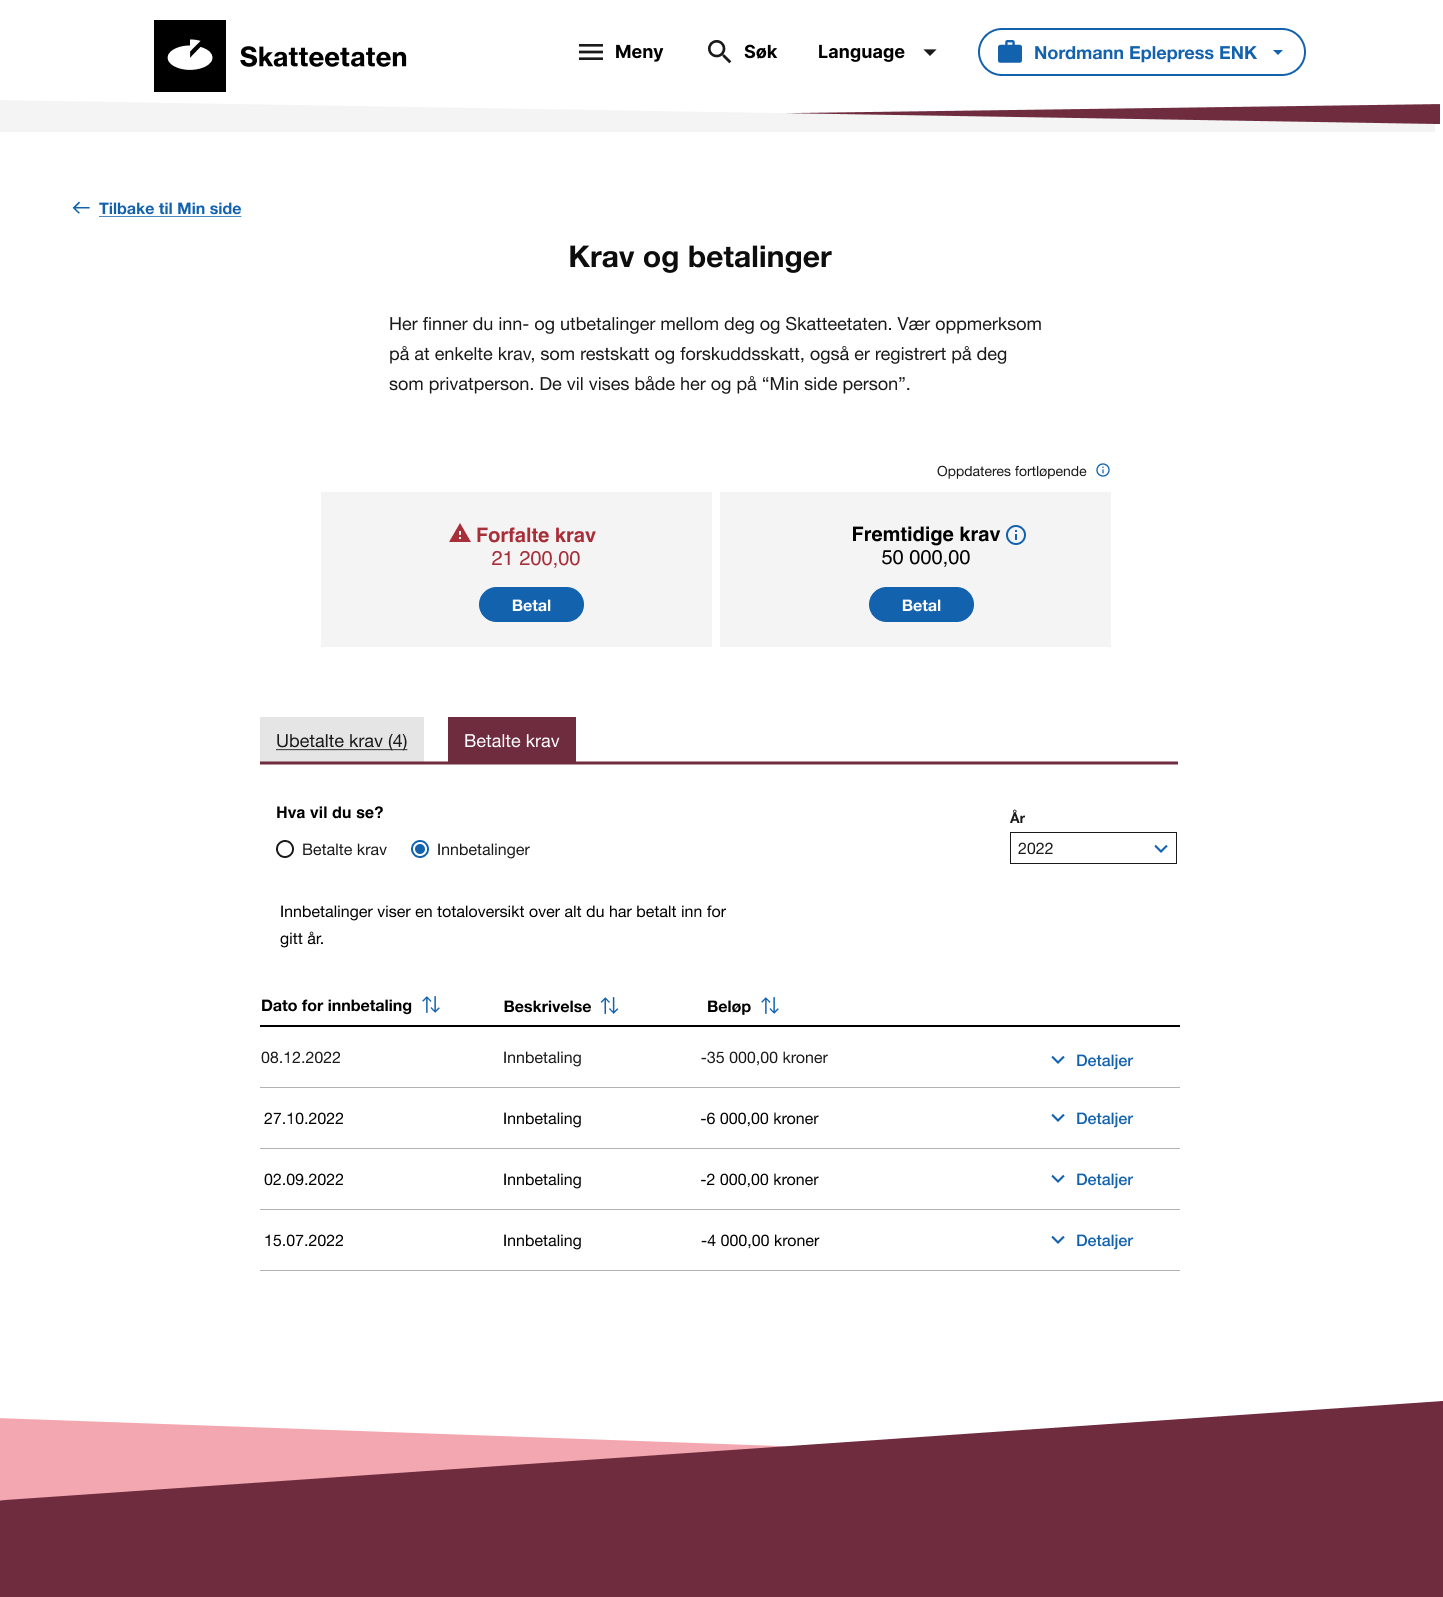 Skatteetaten
Meny
Søk
Language
Nordmann Eplepress ENK
Tilbake til Min side
Krav og betalinger
Her finner du inn- og utbetalinger mellom deg og Skatteetaten. Vær oppmerksom
på at enkelte krav, som restskatt og forskuddsskatt, også er registrert på deg
som privatperson. De vil vises både her og på “Min side person”.
Oppdateres fortløpende
Forfalte krav
21 200,00
Betal
Fremtidige krav
50 000,00
Betal
Ubetalte krav (4)
Betalte krav
Hva vil du se?
Betalte krav
Innbetalinger
År
2022
Innbetalinger viser en totaloversikt over alt du har betalt inn for
gitt år.
Dato for innbetaling Beskrivelse Beløp
08.12.2022 Innbetaling -35 000,00 kroner Detaljer
27.10.2022 Innbetaling -6 000,00 kroner Detaljer
02.09.2022 Innbetaling -2 000,00 kroner Detaljer
15.07.2022 Innbetaling -4 000,00 kroner Detaljer